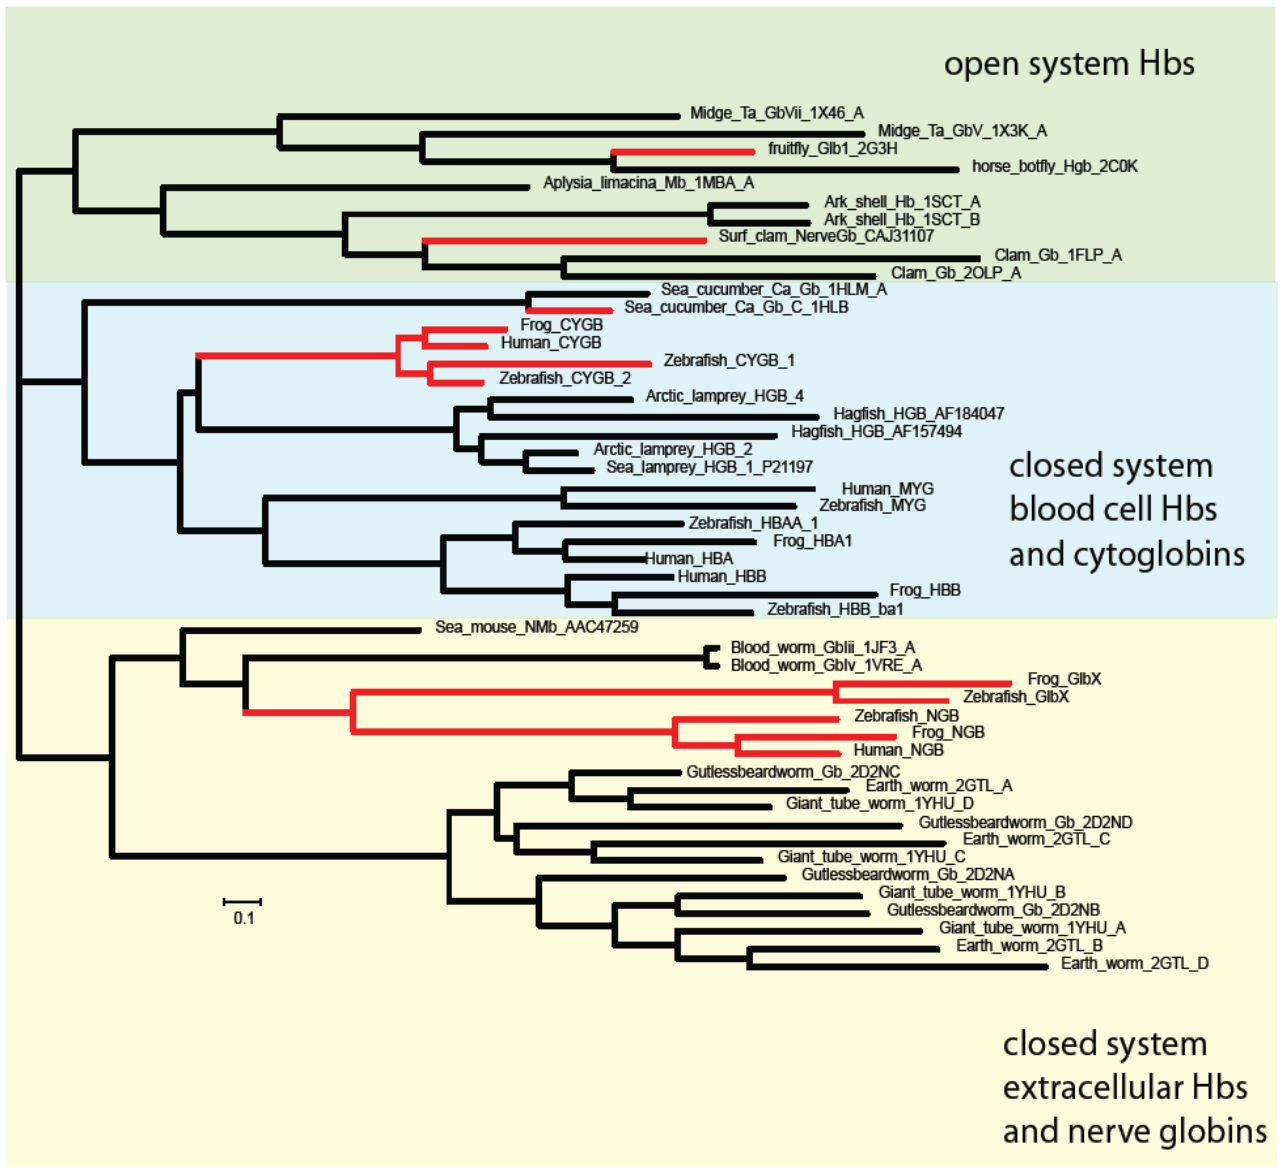 open system Hbs
Midge_Ta_GbVii_1X46_A
Midge_Ta_GbV_1X3K_A
fruitfly_Glb1_2G3H
horse_botfly_Hgb_2C0K
Aplysia_limacina_Mb_1MBA_A
Ark_shell_Hb_1SCT_A
Ark_shell_Hb_1SCT_B
Surf_clam_NerveGb_CAJ31107
Clam_Gb_1FLP_A
Clam_Gb_2OLP_A
Sea_cucumber_Ca_Gb_1HLM_A
Sea_cucumber_Ca_Gb_C_1HLB
Frog_CYGB
Human_CYGB
Zebrafish_CYGB_1
Zebrafish_CYGB_2
Arctic_lamprey_HGB_4
Hagfish_HGB_AF184047
Hagfish_HGB_AF157494
Arctic_lamprey_HGB_2
Sea_lamprey_HGB_1_P21197
closed system
blood cell Hbs
and cytoglobins
Human_MYG
Zebrafish_MYG
Zebrafish_HBAA_1
Frog_HBA1
Human_HBA
Human_HBB
Frog_HBB
Zebrafish_HBB_ba1
Sea_mouse_NMb_AAC47259
Blood_worm_GbIii_1JF3_A
Blood_worm_GbIv_1VRE_A
Frog_GlbX
Zebrafish_GlbX
Zebrafish_NGB
Frog_NGB
Human_NGB
Gutlessbeardworm_Gb_2D2NC
Earth_worm_2GTL_A
Giant_tube_worm_1YHU_D
Gutlessbeardworm_Gb_2D2ND
Earth_worm_2GTL_C
Giant_tube_worm_1YHU_C
Gutlessbeardworm_Gb_2D2NA
Giant_tube_worm_1YHU_B
Gutlessbeardworm_Gb_2D2NB
Giant_tube_worm_1YHU_A
Earth_worm_2GTL_B
Earth_worm_2GTL_D
0.1
closed system
extracellular Hbs
and nerve globins